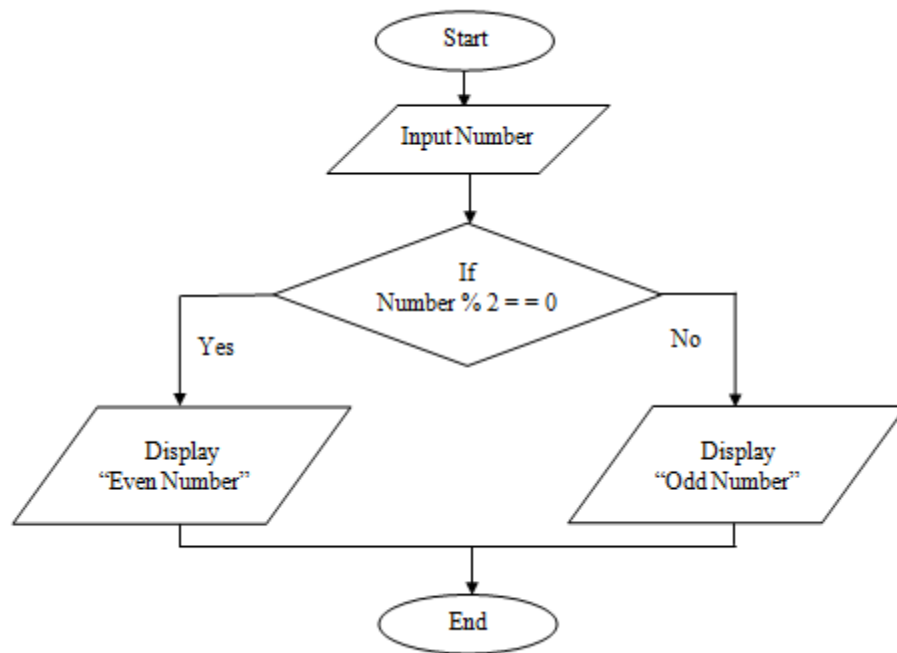 Start
Input Number
If
Number % 2 = = 0
Yes
No
Display
“Even Number”
Display
“Odd Number”
End